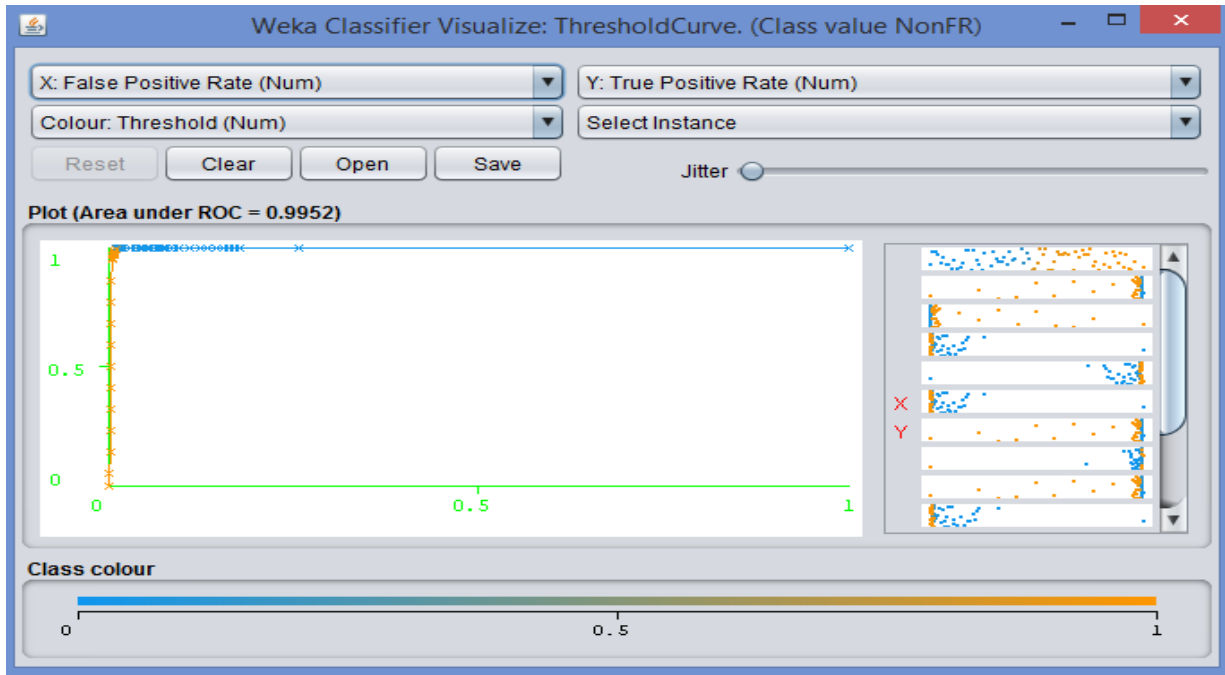 Weka Classifier Visualize: ThresholdCurve. (Class value NonFR)
X: False Positive Rate (Num) Y: True Positive Rate (Num)
Colour: Threshold (Num) Select Instance
Reset Clear Open Save Jitter
Plot (Area under ROC = 0.9952)
1
0.5
0
0 0.5 1
X
Y
Class colour
0 0.5 1